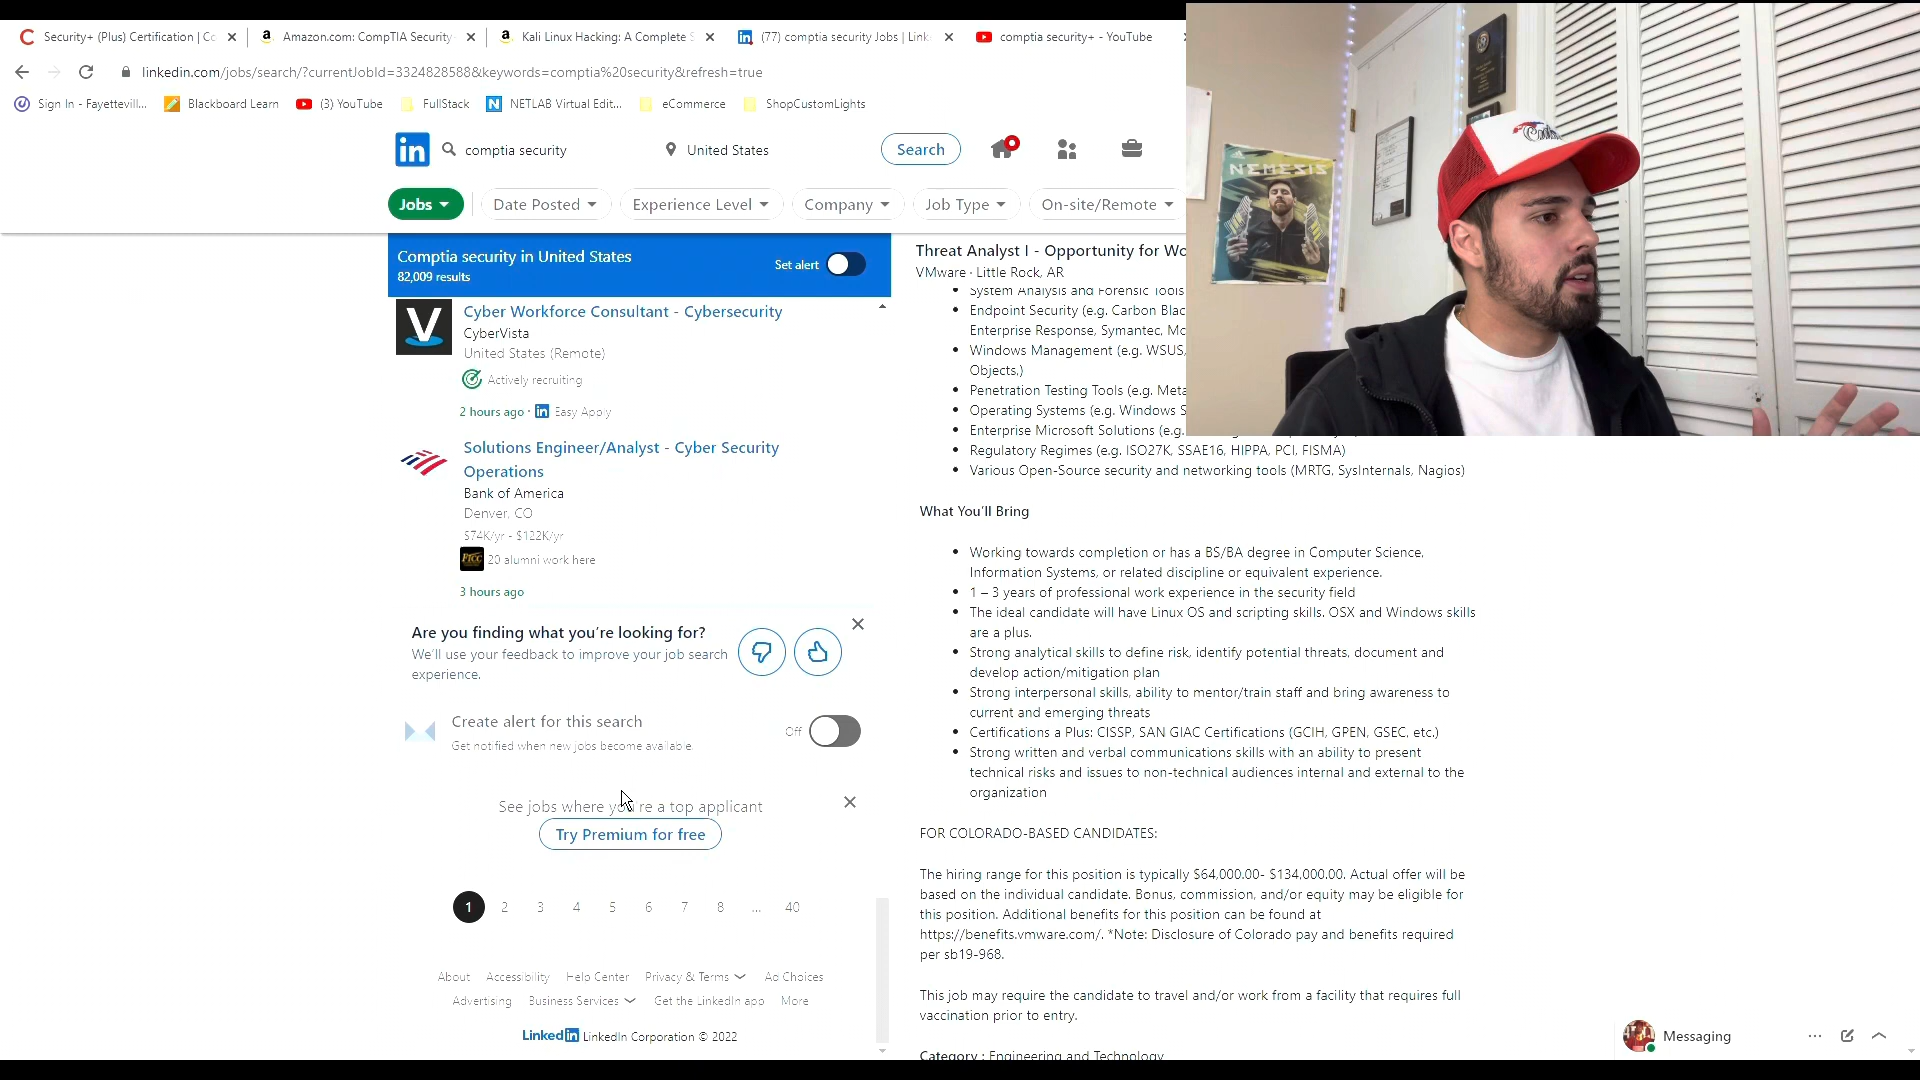 Security+ (Plus) Certification | Co
Amazon.com: CompTIA Security
Kali Linux Hacking: A Complete S
(77) comptia security Jobs | Link
comptia security+ - YouTube
linkedin.com/jobs/search/?currentJobId=3324828588&keywords=comptia%20security&refresh=true
Sign In - Fayettevill...
Blackboard Learn
(3) YouTube
FullStack
NETLAB Virtual Edit...
eCommerce
ShopCustomLights
in
comptia security
United States
Search
Jobs
Date Posted
Experience Level
Company
Job Type
On-site/Remote
Comptia security in United States
82,009 results
Set alert
Cyber Workforce Consultant - Cybersecurity
CyberVista
United States (Remote)
Actively recruiting
2 hours ago · in Easy Apply
Solutions Engineer/Analyst - Cyber Security
Operations
Bank of America
Denver, CO
$74K/yr - $122K/yr
FTCC
20 alumni work here
3 hours ago
Are you finding what you’re looking for?
We’ll use your feedback to improve your job search
experience.
Create alert for this search
Get notified when new jobs become available.
Off
See jobs where you’re a top applicant
Try Premium for free
1 2 3 4 5 6 7 8 ... 40
About Accessibility Help Center Privacy & Terms Ad Choices
Advertising Business Services Get the LinkedIn app More
LinkedIn LinkedIn Corporation © 2022
Threat Analyst I - Opportunity for Wo
VMware · Little Rock, AR
System Analysis and Forensic Tools
Endpoint Security (e.g. Carbon Blac
Enterprise Response, Symantec, Mc
Windows Management (e.g. WSUS,
Objects.)
Penetration Testing Tools (e.g. Meta
Operating Systems (e.g. Windows S
Enterprise Microsoft Solutions (e.g.
Regulatory Regimes (e.g. ISO27K, SSAE16, HIPPA, PCI, FISMA)
Various Open-Source security and networking tools (MRTG, SysInternals, Nagios)
What You’ll Bring
Working towards completion or has a BS/BA degree in Computer Science,
Information Systems, or related discipline or equivalent experience.
1 – 3 years of professional work experience in the security field
The ideal candidate will have Linux OS and scripting skills. OSX and Windows skills
are a plus.
Strong analytical skills to define risk, identify potential threats, document and
develop action/mitigation plan
Strong interpersonal skills, ability to mentor/train staff and bring awareness to
current and emerging threats
Certifications a Plus: CISSP, SAN GIAC Certifications (GCIH, GPEN, GSEC, etc.)
Strong written and verbal communications skills with an ability to present
technical risks and issues to non-technical audiences internal and external to the
organization
FOR COLORADO-BASED CANDIDATES:
The hiring range for this position is typically $64,000.00- $134,000.00. Actual offer will be
based on the individual candidate. Bonus, commission, and/or equity may be eligible for
this position. Additional benefits for this position can be found at
https://benefits.vmware.com/. *Note: Disclosure of Colorado pay and benefits required
per sb19-968.
This job may require the candidate to travel and/or work from a facility that requires full
vaccination prior to entry.
Category : Engineering and Technology
Messaging
NEMESIS